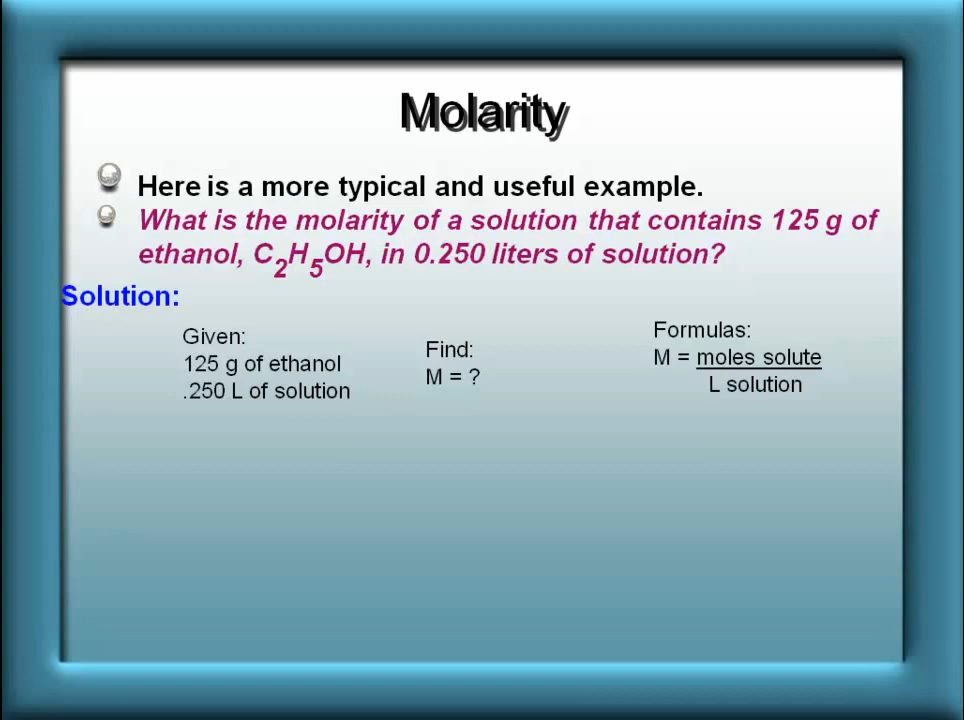 Molarity
Here is a more typical and useful example.
What is the molarity of a solution that contains 125 g of
ethanol, C2H5OH, in 0.250 liters of solution?
Solution:
Given:
125 g of ethanol
.250 L of solution
Find:
M = ?
Formulas:
M = moles solute
L solution